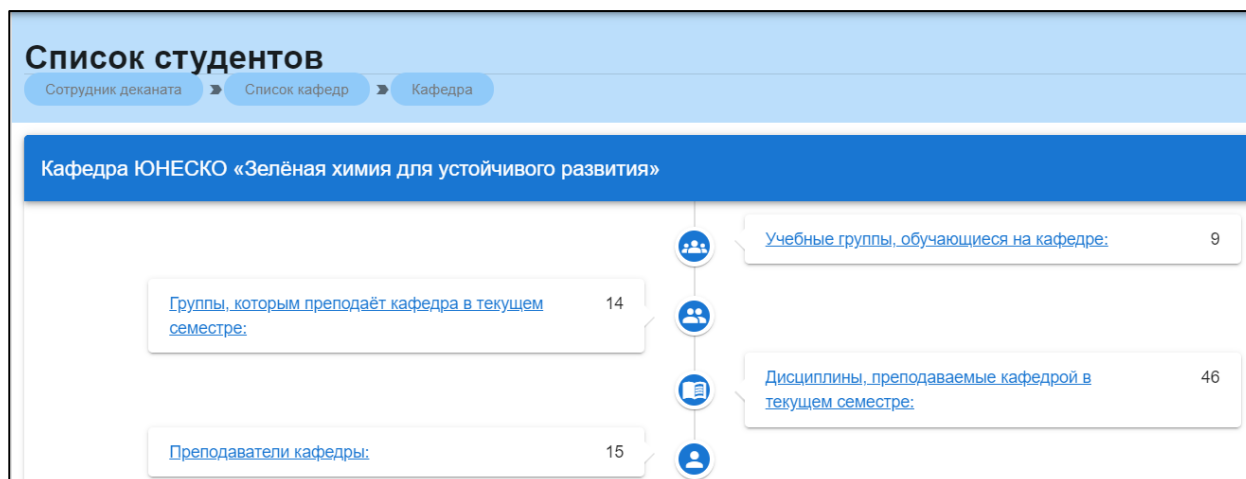 Список студентов
Сотрудник деканата
Список кафедр
Кафедра
Кафедра ЮНЕСКО «Зелёная химия для устойчивого развития»
Учебные группы, обучающиеся на кафедре: 9
Группы, которым преподаёт кафедра в текущем 14
семестре:
Дисциплины, преподаваемые кафедрой в 46
текущем семестре:
Преподаватели кафедры: 15